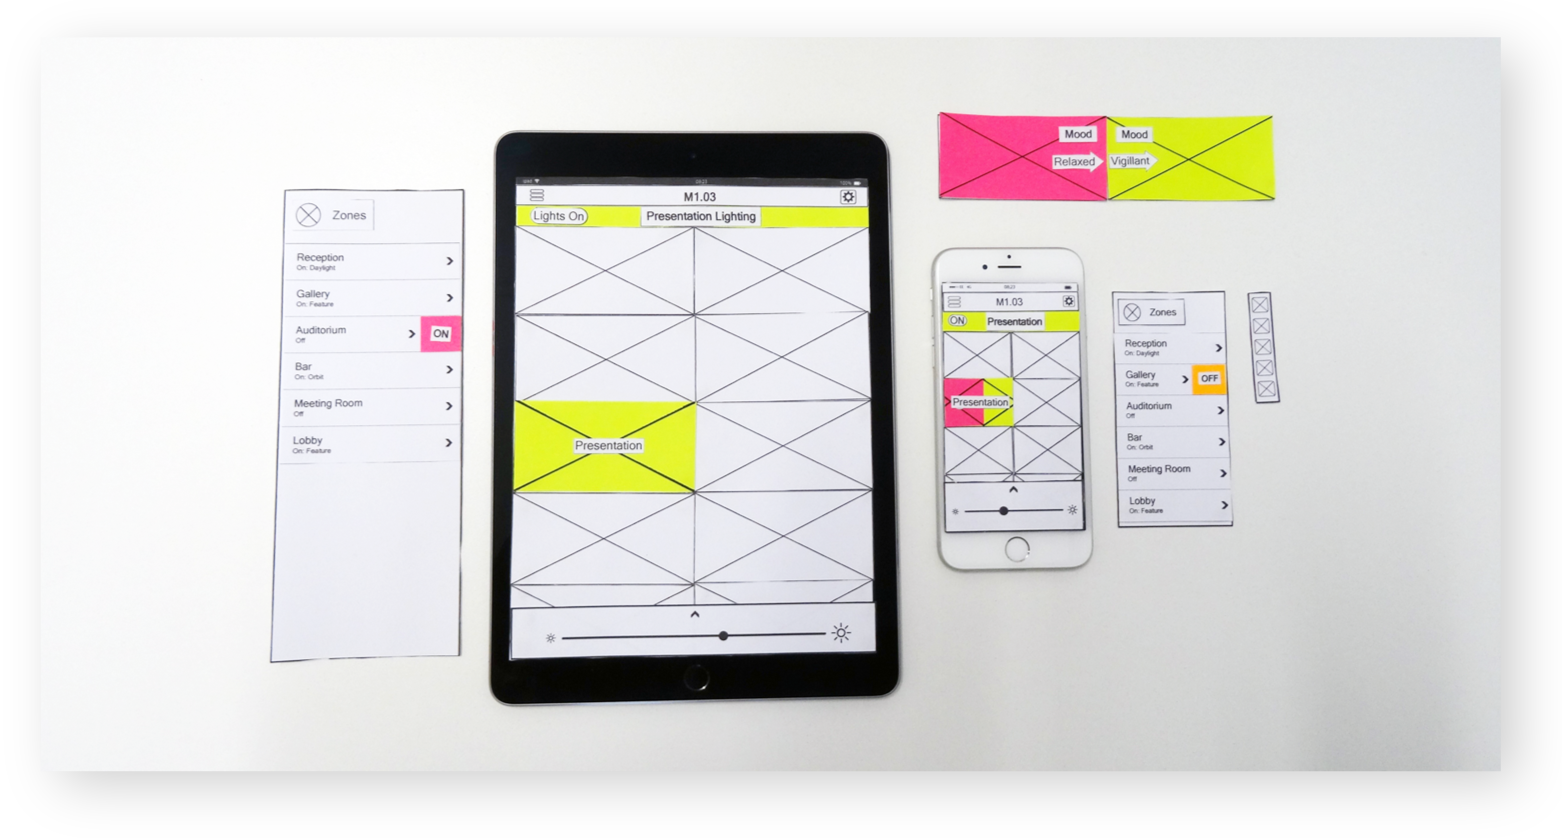 Zones
Reception
On: Daylight
Gallery
On: Feature
Auditorium
Off
ON
Bar
On: Orbit
Meeting Room
Off
Lobby
On: Feature
M1.03
Lights On
Presentation Lighting
Presentation
Mood
Mood
Relaxed
Vigillant
M1.03
ON
Presentation
Presentation
Zones
Reception
On: Daylight
Gallery
On: Feature
OFF
Auditorium
Off
Bar
On: Orbit
Meeting Room
Off
Lobby
On: Feature